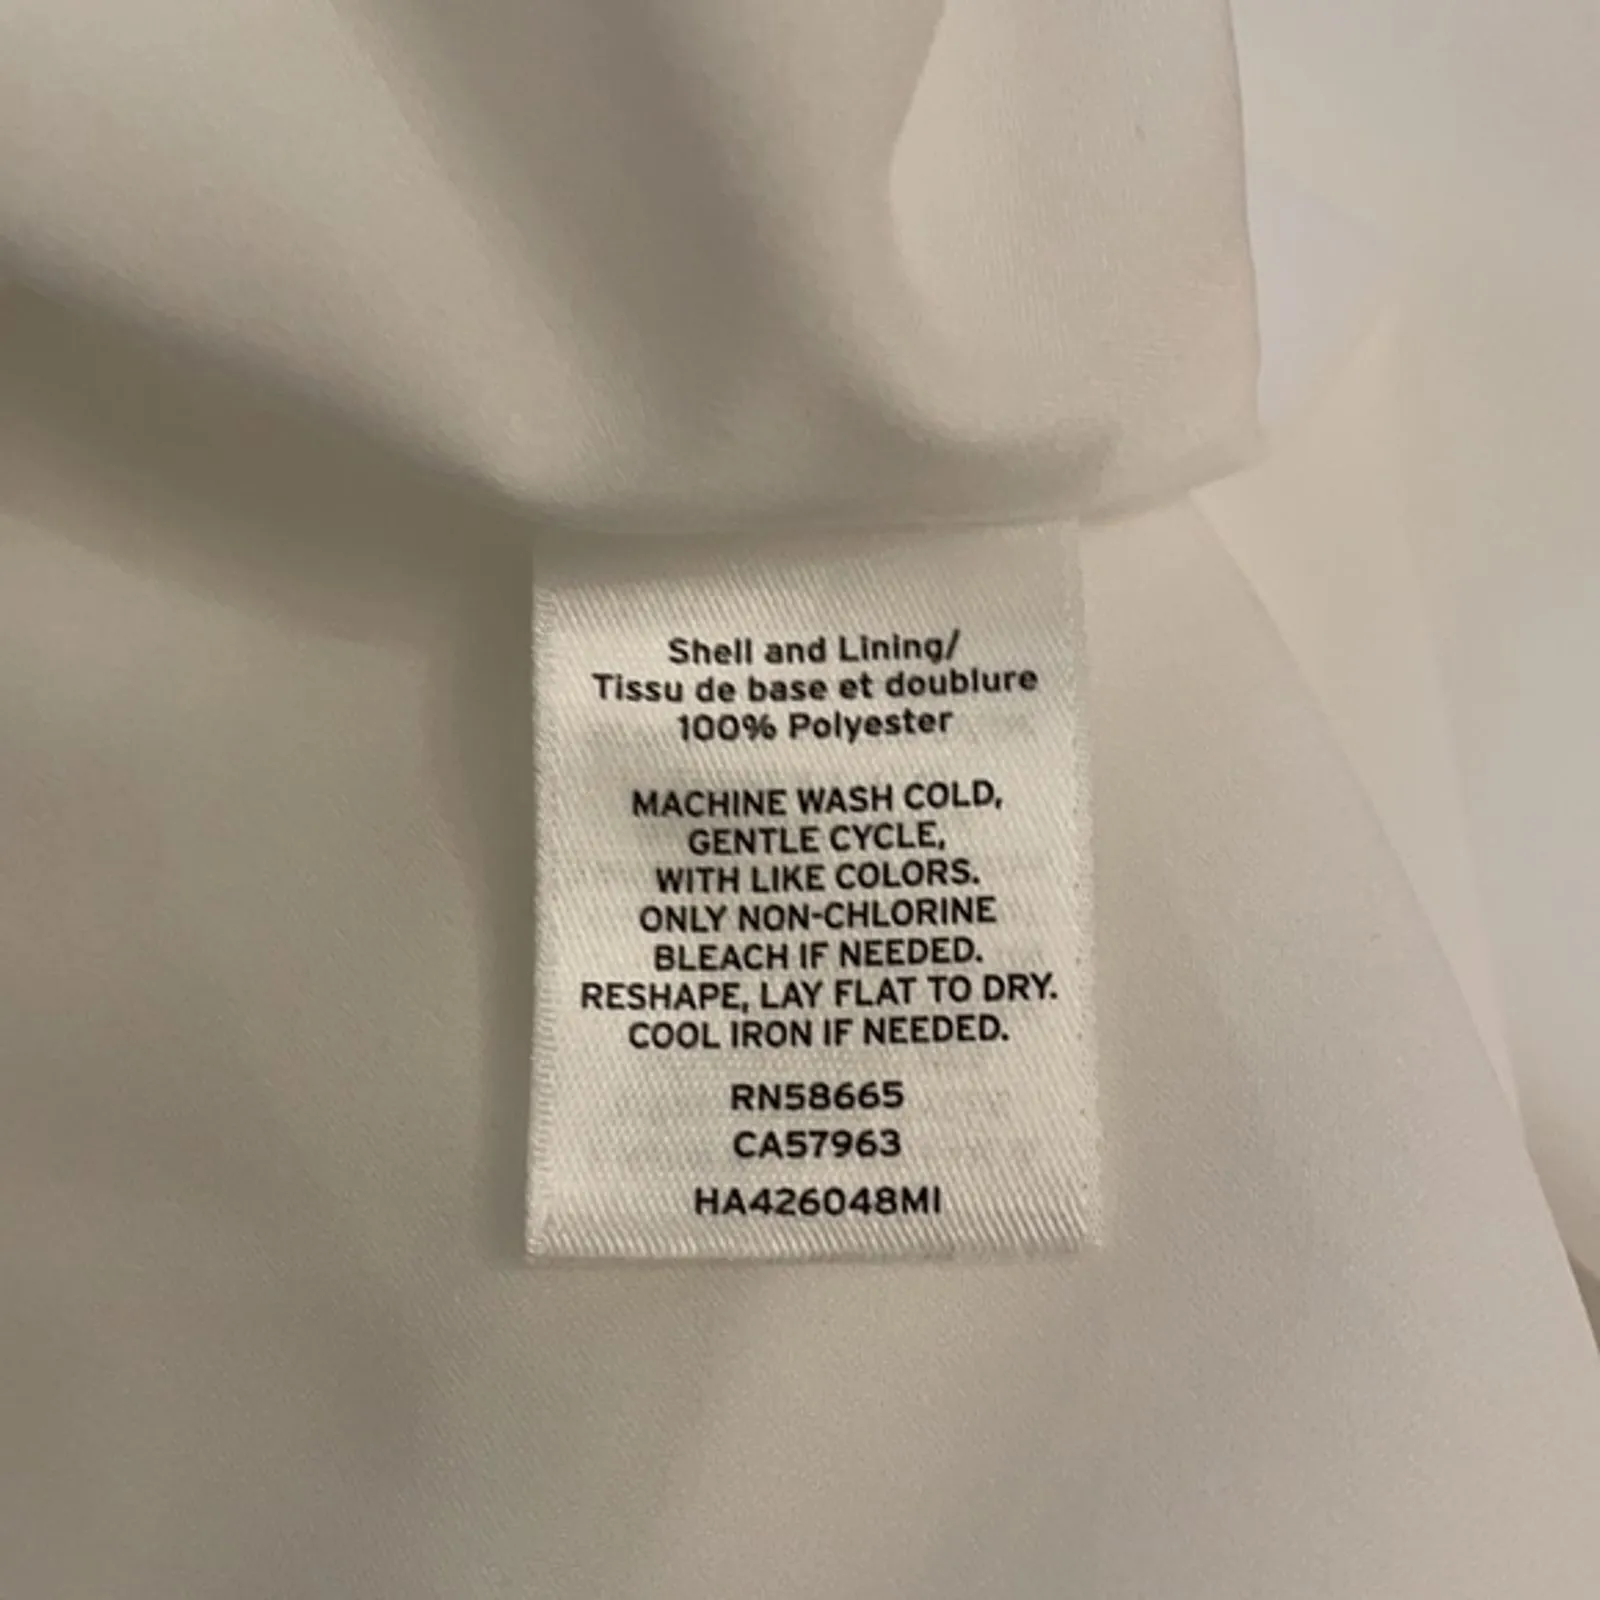 Shell and Lining/
Tissu de base et doublure
100% Polyester
MACHINE WASH COLD,
GENTLE CYCLE,
WITH LIKE COLORS.
ONLY NON-CHLORINE
BLEACH IF NEEDED.
RESHAPE, LAY FLAT TO DRY.
COOL IRON IF NEEDED.
RN58665
CA57963
HA426048MI